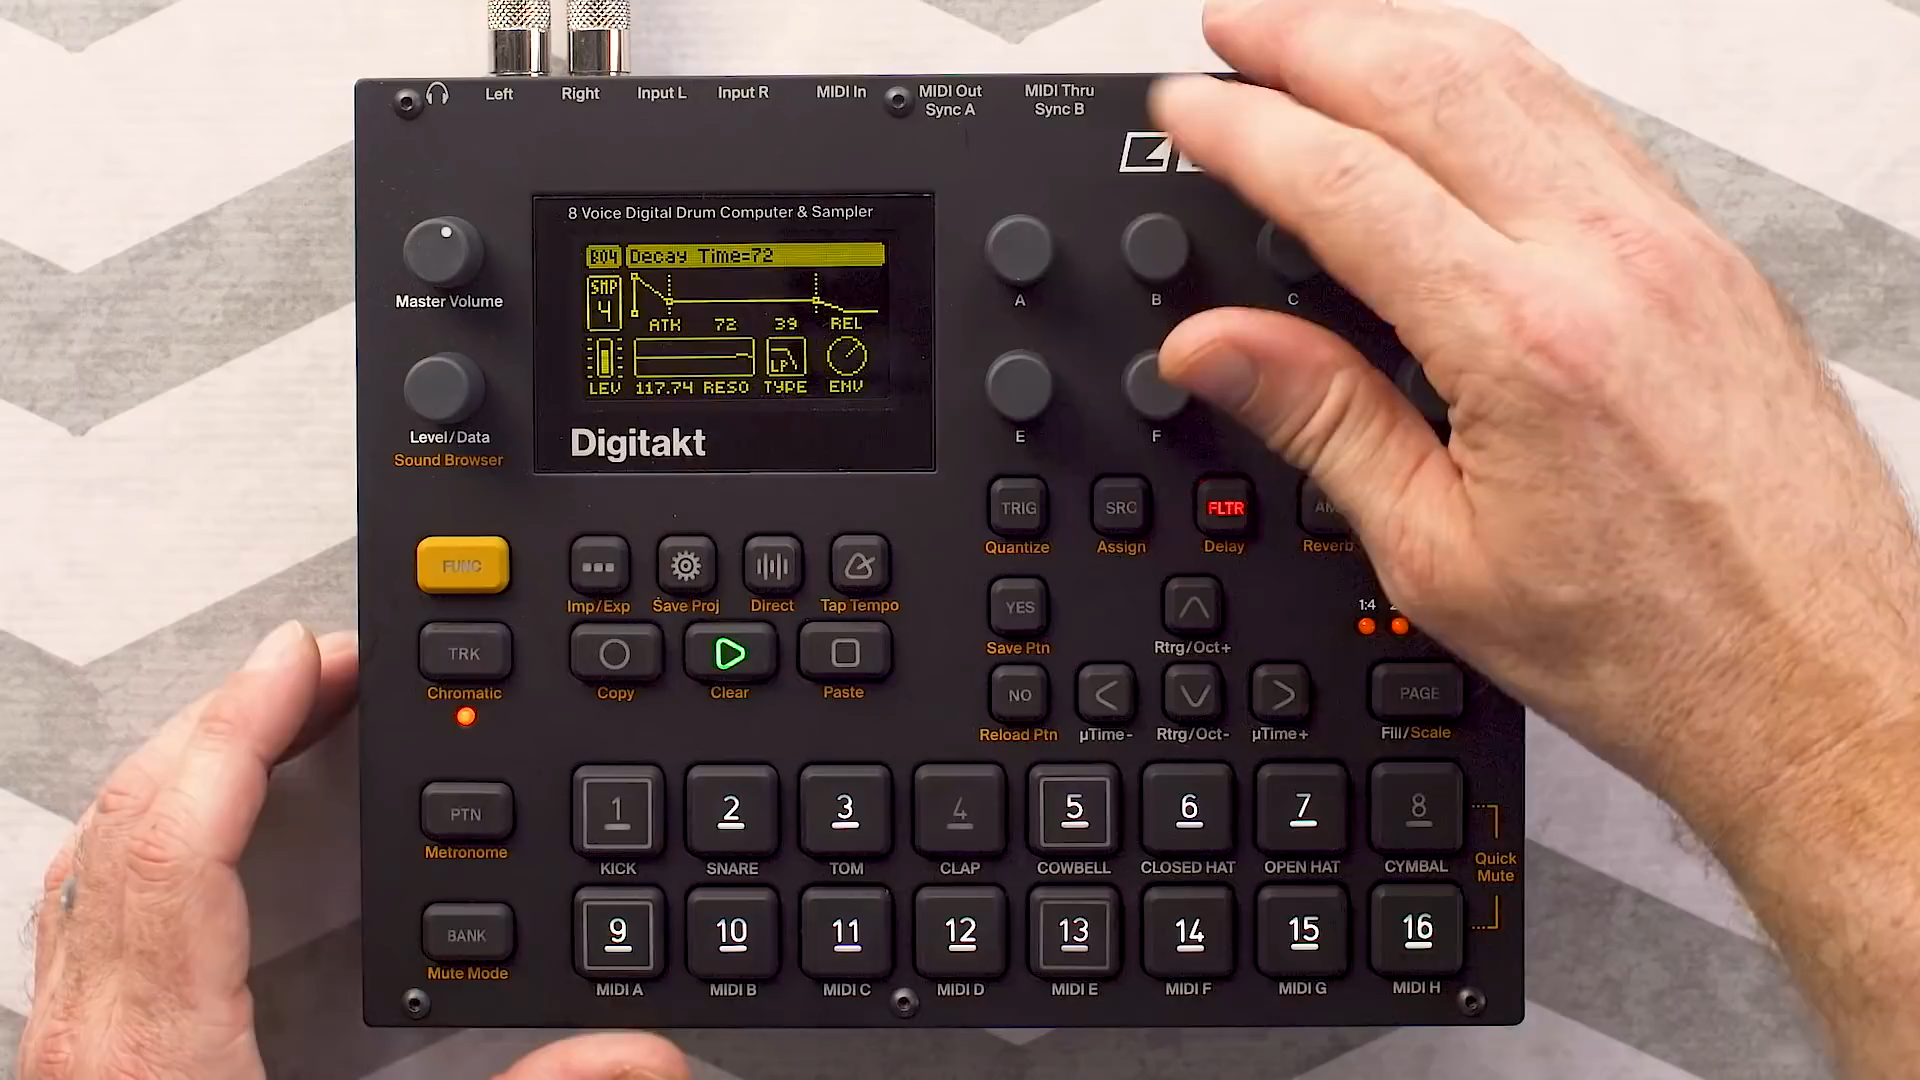 Left Right Input L Input R MIDI In MIDI Out MIDI Thru
Sync A Sync B
8 Voice Digital Drum Computer & Sampler
B04 Decay Time=72
SMP
4
ATK 72 39 REL
LP
LEV 117.74 RESO TYPE ENV
Digitakt
Master Volume
Level/Data
Sound Browser
A B C
E F
TRIG SRC FLTR
Quantize Assign Delay Reverb
FUNC
Imp/Exp Save Proj Direct Tap Tempo
YES
Save Ptn
Rtrg/Oct+
1:4
TRK
Chromatic
Copy Clear Paste
NO PAGE
Reload Ptn µTime- Rtrg/Oct- µTime+ Fill/Scale
PTN
Metronome
1 2 3 4 5 6 7 8
KICK SNARE TOM CLAP COWBELL CLOSED HAT OPEN HAT CYMBAL
Quick
Mute
BANK
Mute Mode
9 10 11 12 13 14 15 16
MIDI A MIDI B MIDI C MIDI D MIDI E MIDI F MIDI G MIDI H